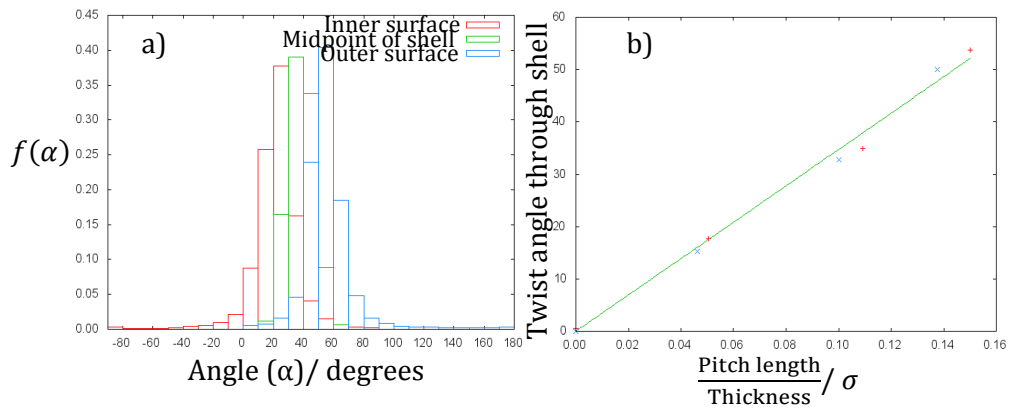 a)
Inner surface
Midpoint of shell
Outer surface
0.45
0.40
0.35
0.30
0.25
0.20
0.15
0.10
0.05
0.00
f(α)
-80 -60 -40 -20 0 20 40 60 80 100 120 140 160 180
Angle (α)/ degrees
b)
Twist angle through shell
60
50
40
30
20
10
0
0.00 0.02 0.04 0.06 0.08 0.10 0.12 0.14 0.16
Pitch length
Thickness / σ